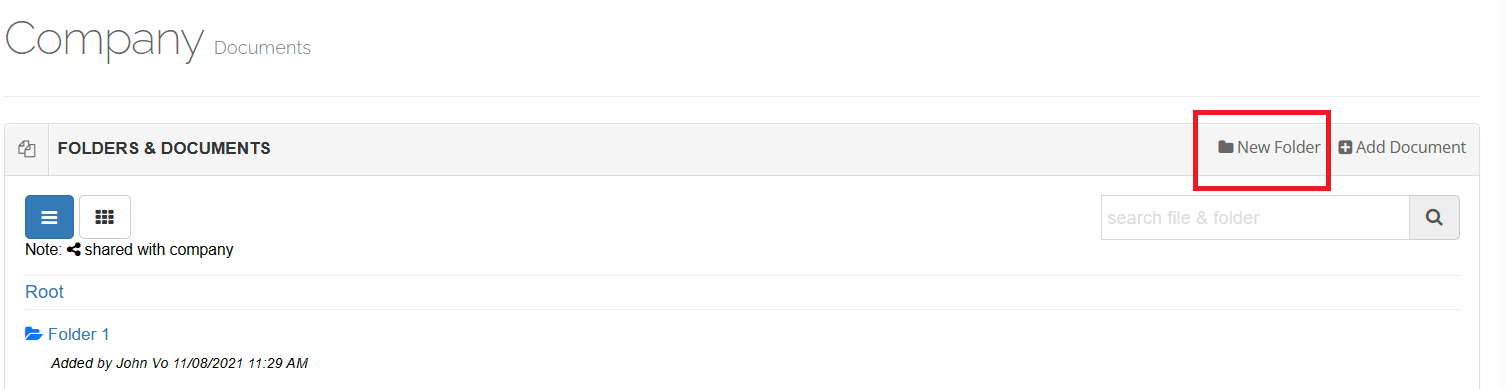 Company Documents
FOLDERS & DOCUMENTS
New Folder
Add Document
search file & folder
Note: shared with company
Root
Folder 1
Added by John Vo 11/08/2021 11:29 AM